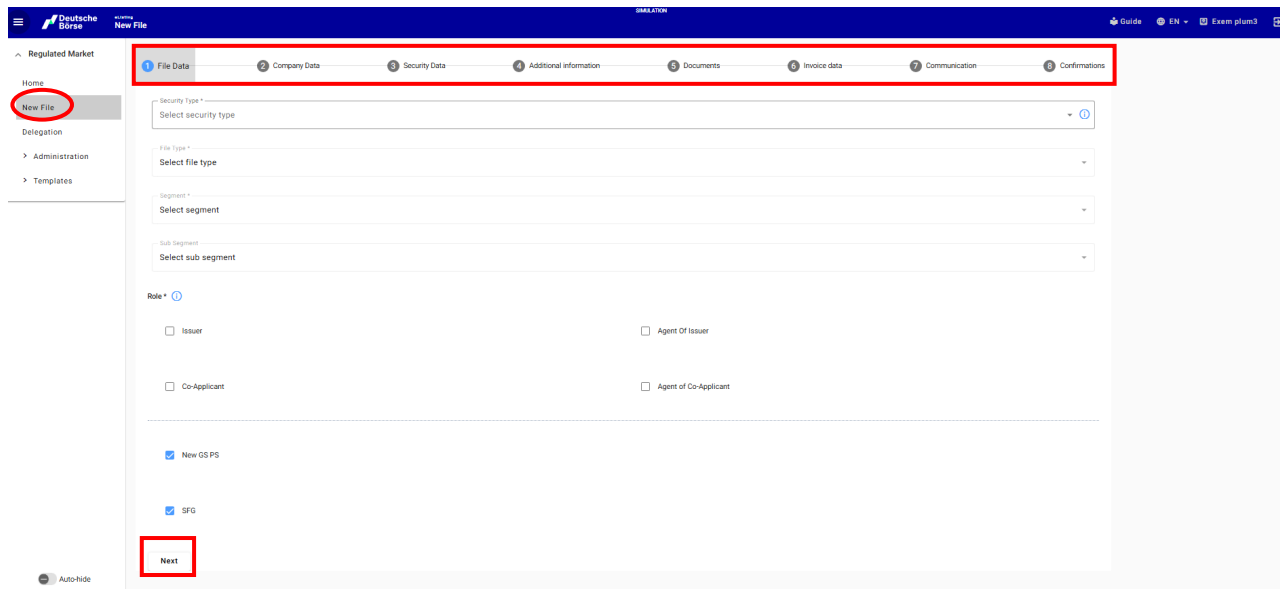 SIMULATION
Deutsche Börse
eListing
New File
Guide
EN
Exem plum3
Regulated Market
Home
New File
Delegation
Administration
Templates
Auto-hide
1 File Data
2 Company Data
3 Security Data
4 Additional information
5 Documents
6 Invoice data
7 Communication
8 Confirmations
Security Type *
Select security type
File Type *
Select file type
Segment *
Select segment
Sub Segment
Select sub segment
Role *
Issuer
Agent Of Issuer
Co-Applicant
Agent of Co-Applicant
New GS PS
SFG
Next